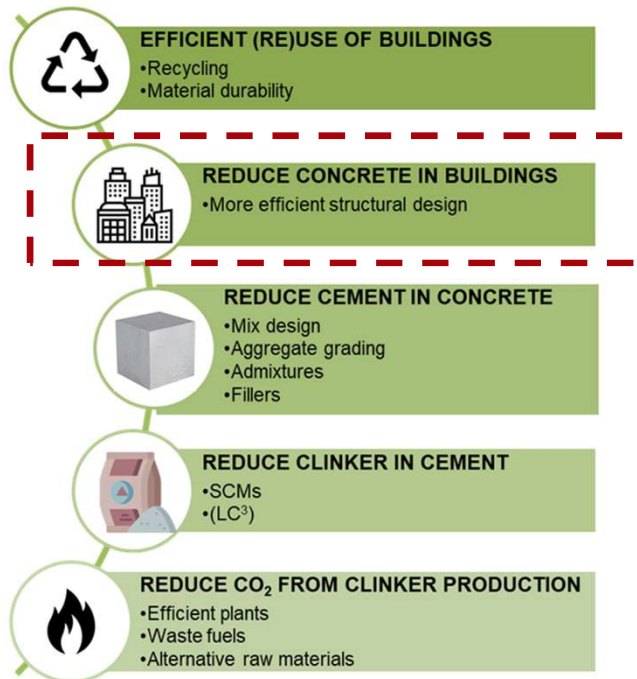 EFFICIENT (RE)USE OF BUILDINGS
•Recycling
•Material durability
REDUCE CONCRETE IN BUILDINGS
•More efficient structural design
REDUCE CEMENT IN CONCRETE
•Mix design
•Aggregate grading
•Admixtures
•Fillers
REDUCE CLINKER IN CEMENT
•SCMs
•(LC³)
REDUCE CO₂ FROM CLINKER PRODUCTION
•Efficient plants
•Waste fuels
•Alternative raw materials